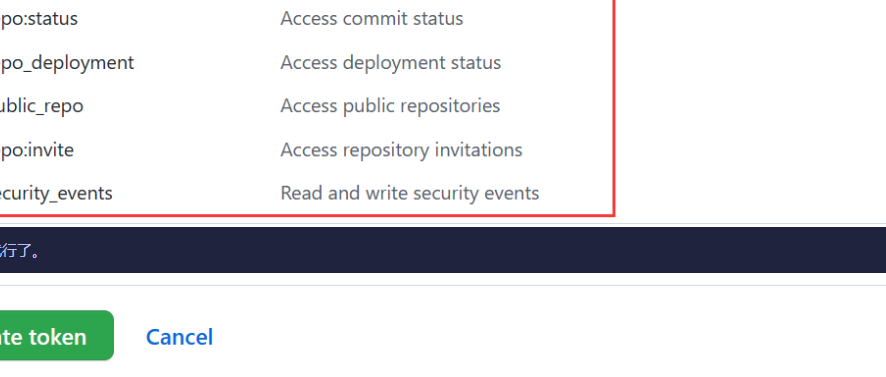 po:status Access commit status
po_deployment Access deployment status
ublic_repo Access public repositories
po:invite Access repository invitations
ecurity_events Read and write security events
行了。
te token Cancel